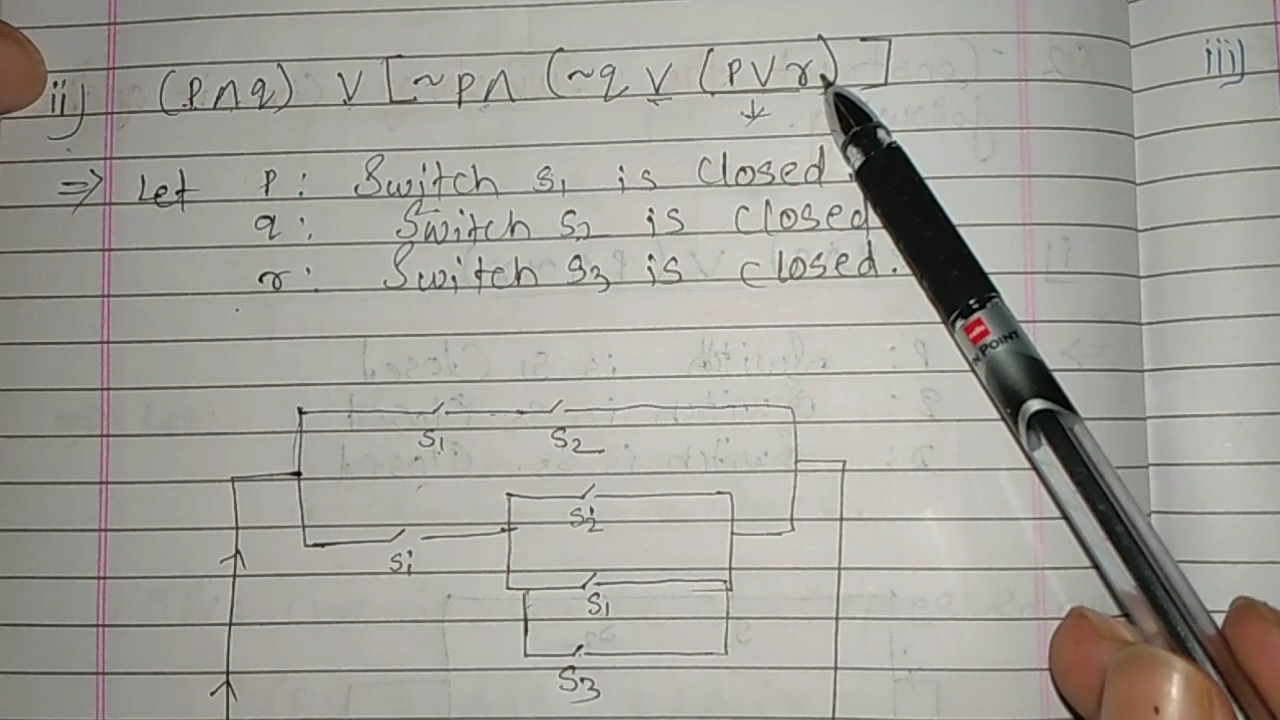 ii) (p∧q) ∨ [~p∧ (~q ∨ (p∨r) ]
iii)
⇒ Let p: Switch S1 is closed
q: Switch S2 is closed
r: Switch S3 is closed.
POINT
S1 S2
S2'
S1'
S1
S3